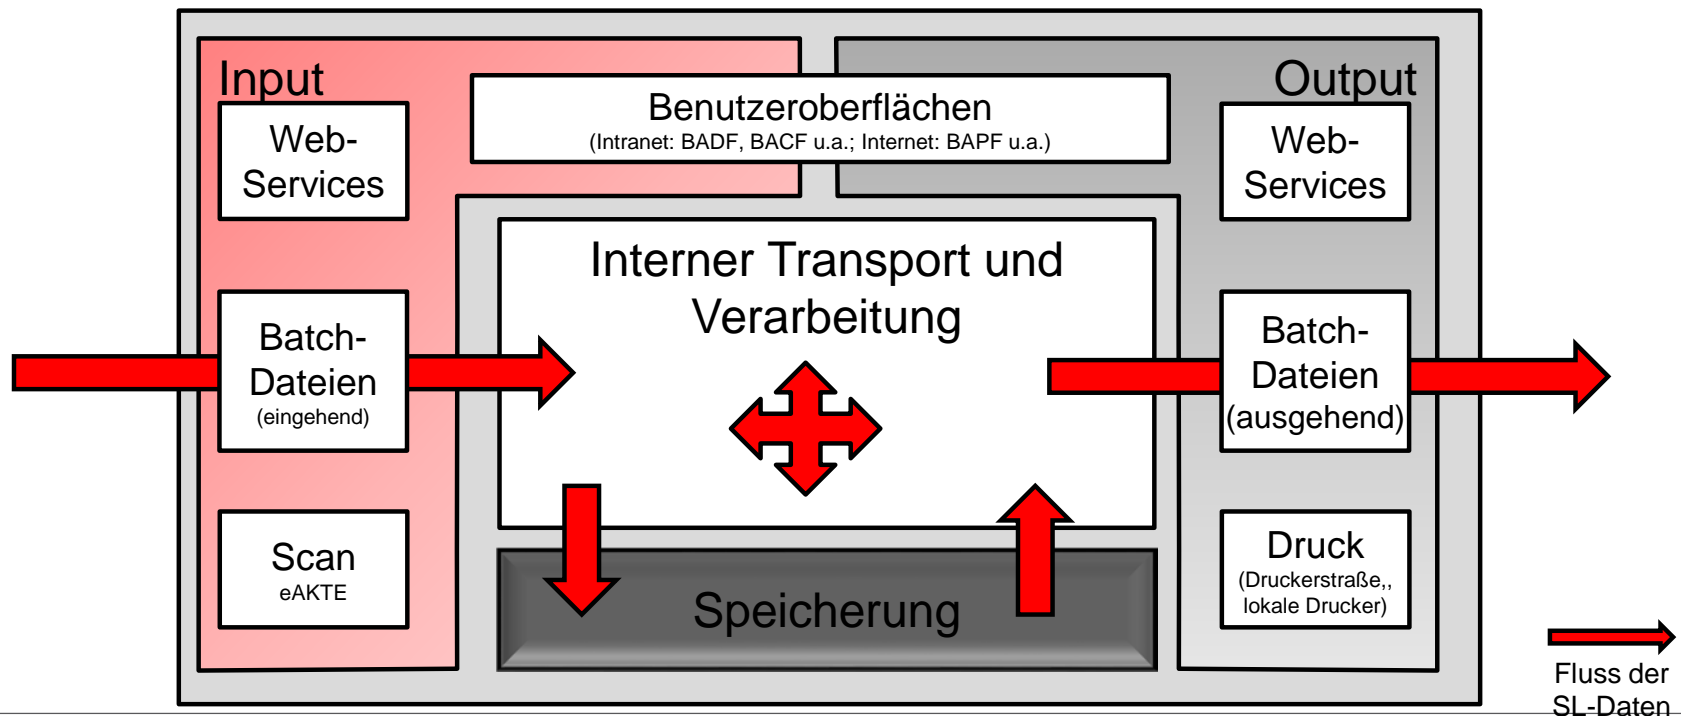 Input
Output
Benutzeroberflächen
(Intranet: BADF, BACF u.a.; Internet: BAPF u.a.)
Web-
Services
Web-
Services
Interner Transport und
Verarbeitung
Batch-
Dateien
(eingehend)
Batch-
Dateien
(ausgehend)
Scan
eAKTE
Speicherung
Druck
(Druckerstraße,,
lokale Drucker)
Fluss der
SL-Daten